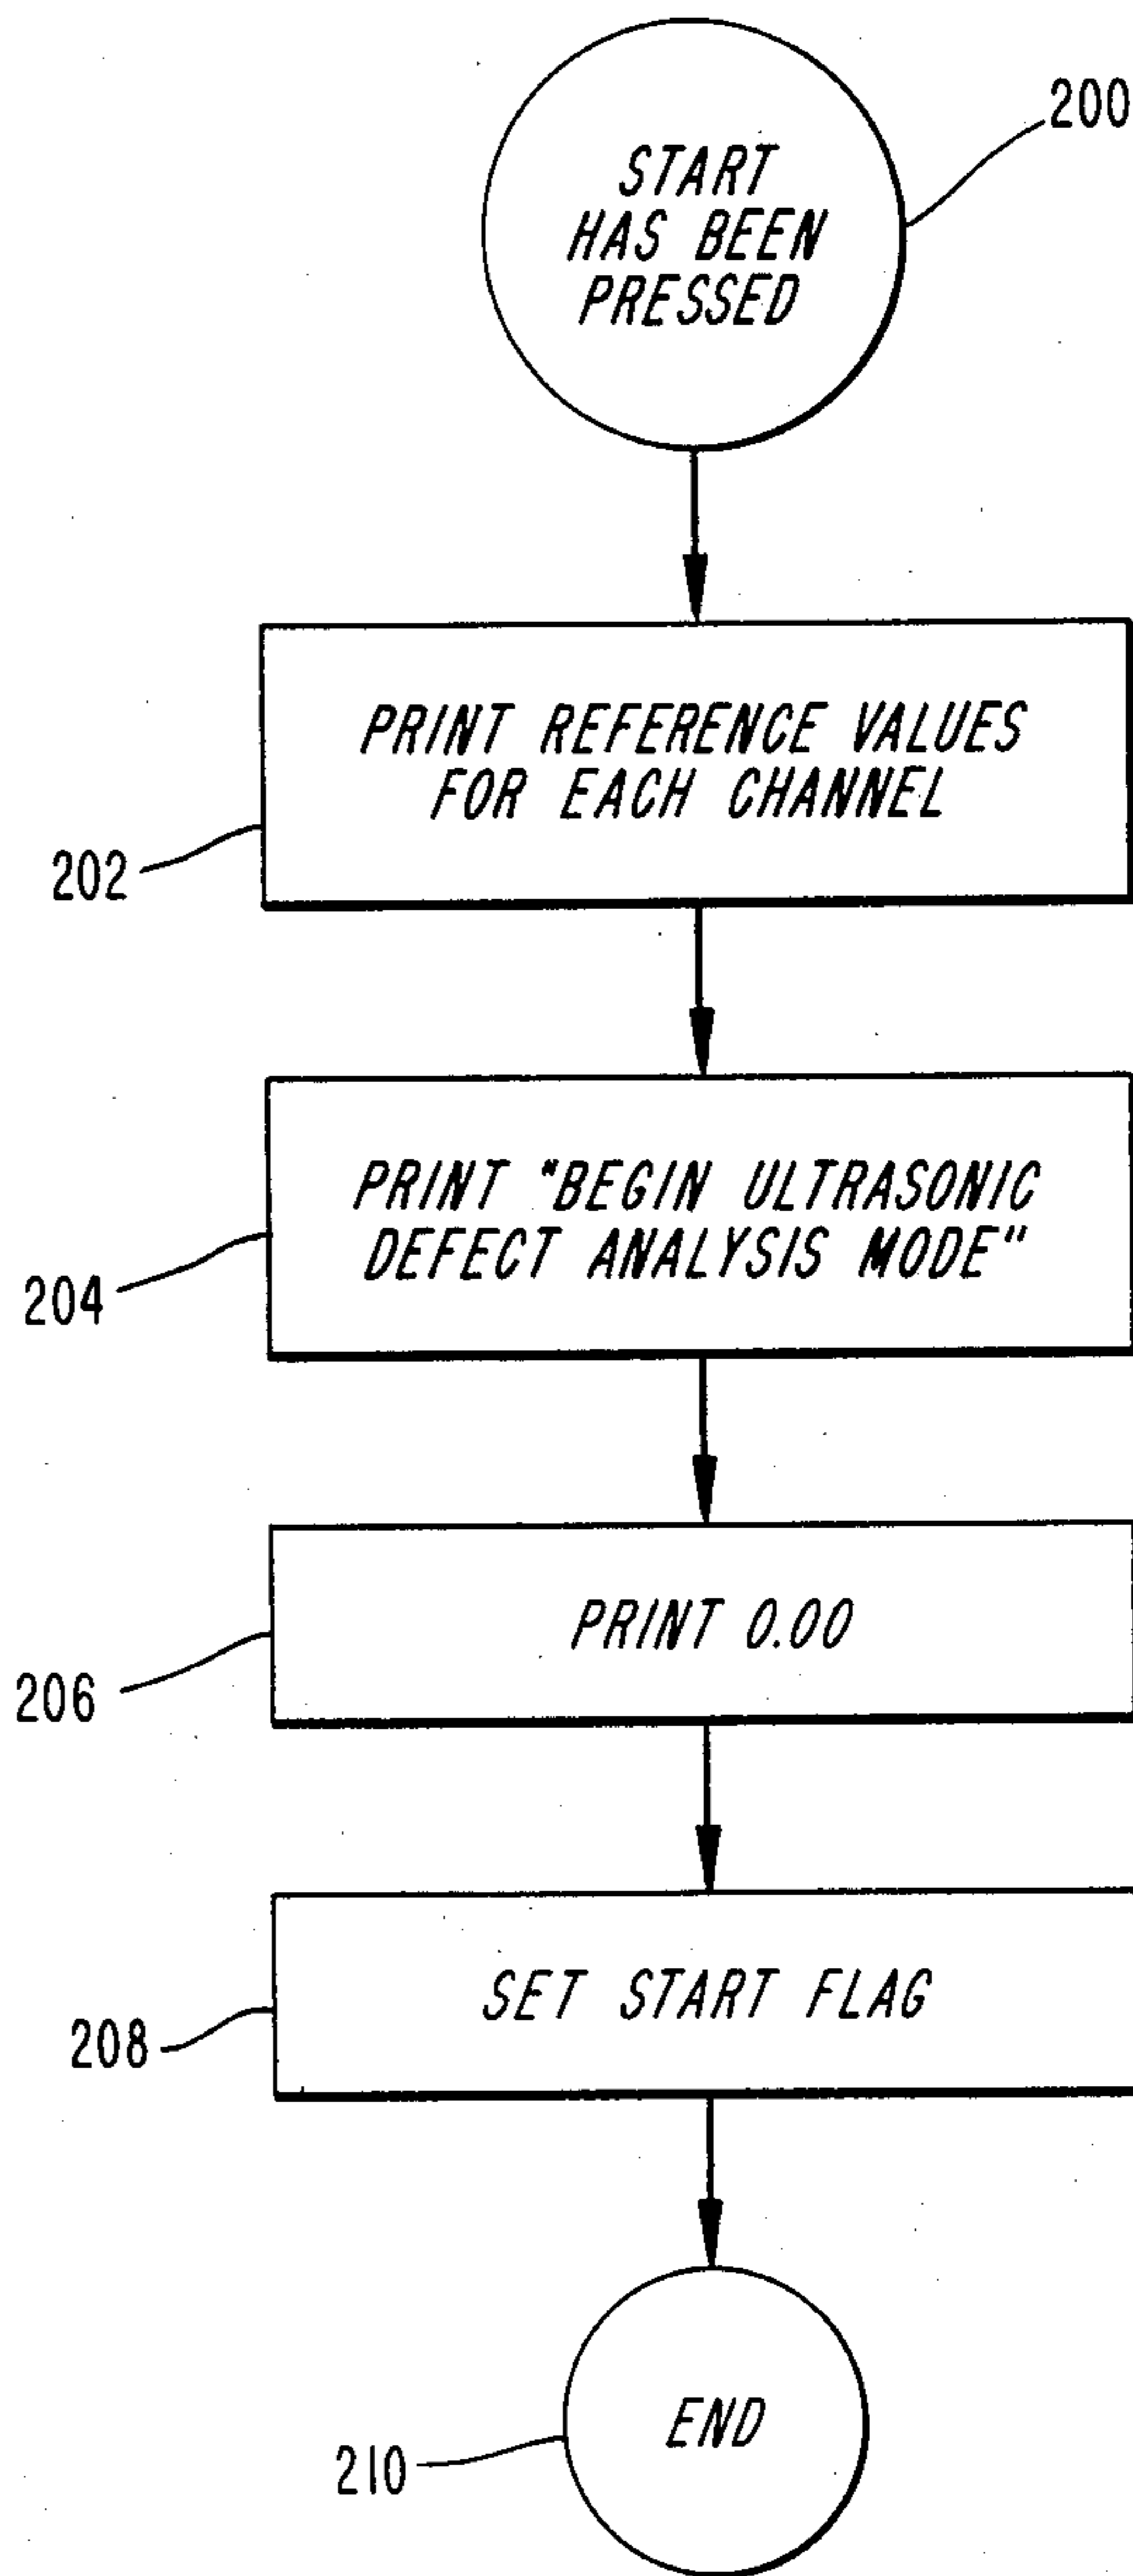 START
HAS BEEN
PRESSED
200
PRINT REFERENCE VALUES
FOR EACH CHANNEL
202
PRINT "BEGIN ULTRASONIC
DEFECT ANALYSIS MODE"
204
PRINT 0.00
206
SET START FLAG
208
END
210